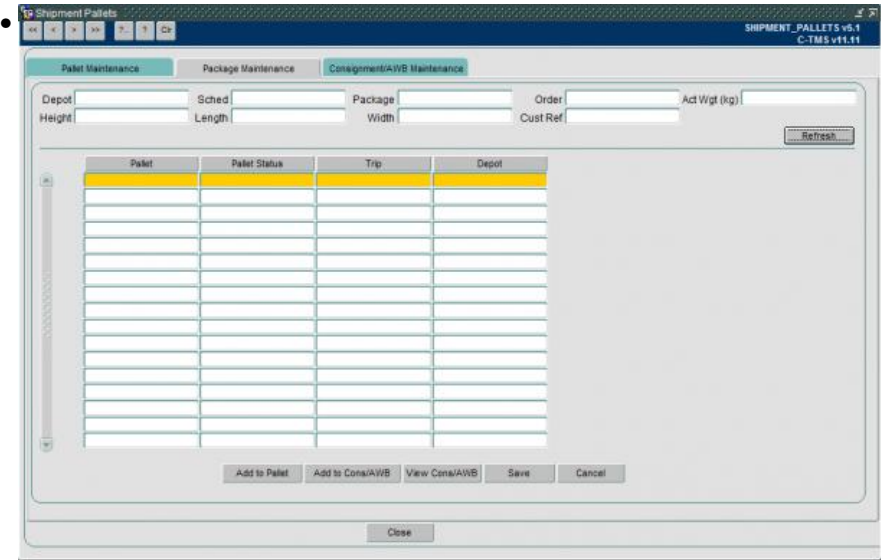 Shipment Pallets
<< < > >> ?.. ? Clr SHIPMENT_PALLETS v5.1
C-TMS v11.11
Pallet Maintenance Package Maintenance Consignment/AWB Maintenance
Depot Sched Package Order Act Wgt (kg)
Height Length Width Cust Ref
Refresh
Pallet Pallet Status Trip Depot
Add to Pallet Add to Cons/AWB View Cons/AWB Save Cancel
Close